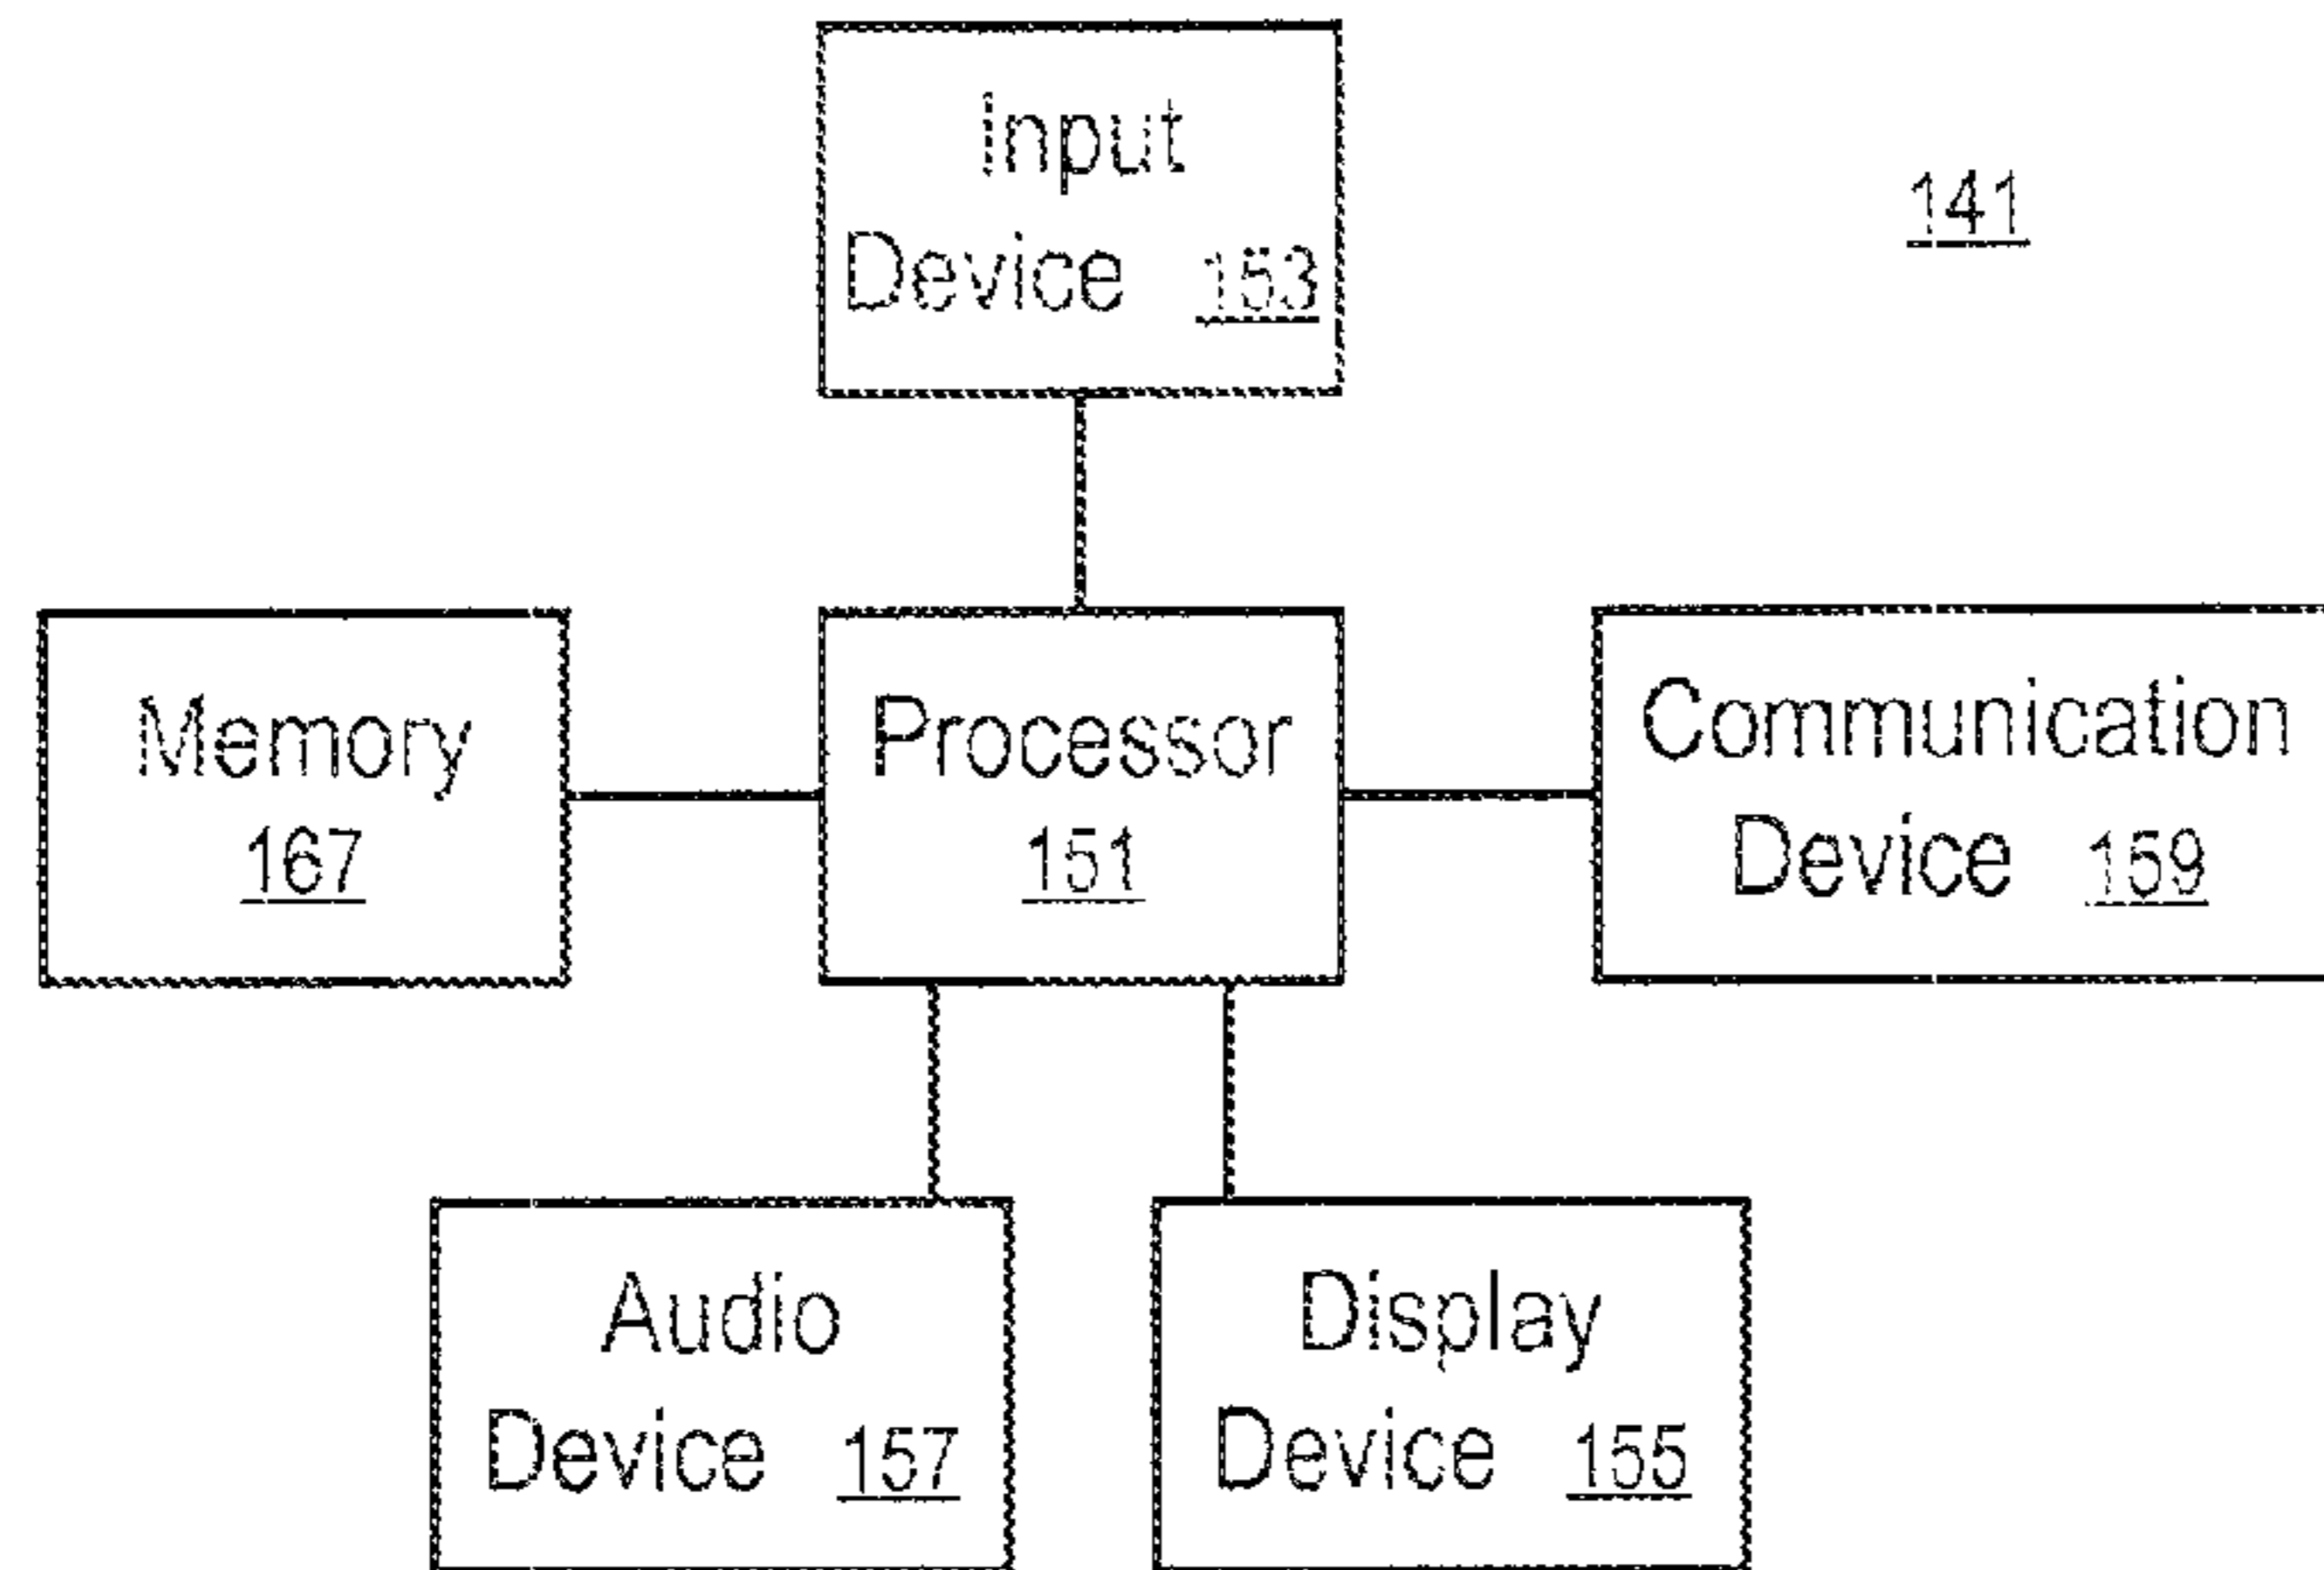 Input
Device 153
141
Memory
167
Processor
151
Communication
Device 159
Audio
Device 157
Display
Device 155